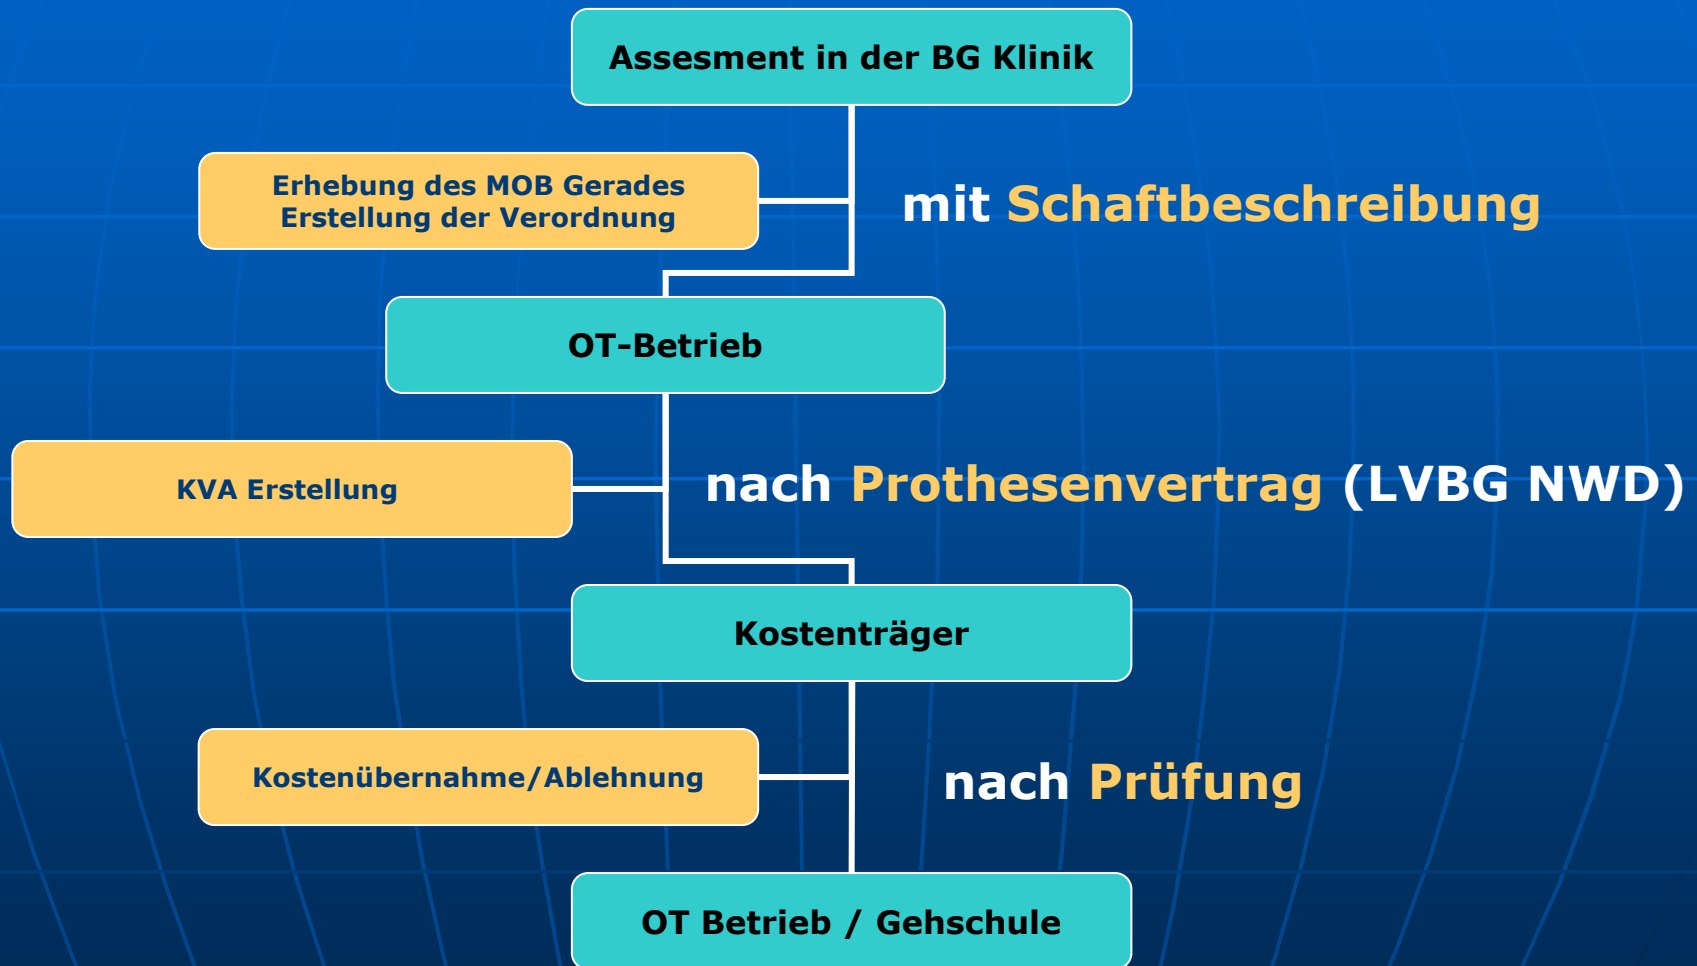 Assesment in der BG Klinik
Erhebung des MOB Gerades
Erstellung der Verordnung
mit Schaftbeschreibung
OT-Betrieb
KVA Erstellung
nach Prothesenvertrag (LVBG NWD)
Kostenträger
Kostenübernahme/Ablehnung
nach Prüfung
OT Betrieb / Gehschule